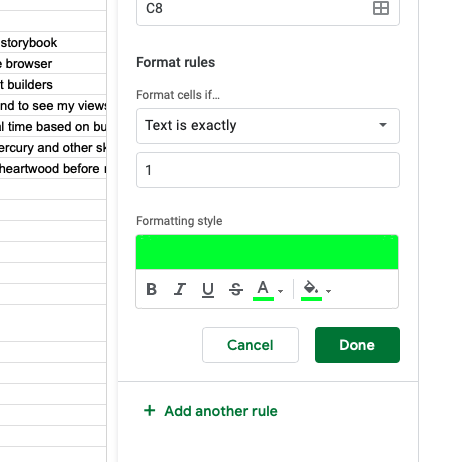 C8
storybook
browser
Format rules
t builders
Format cells if...
nd to see my views
Text is exactly
al time based on bu
ercury and other sk
heartwood before
1
Formatting style
B I U S A
Cancel
Done
+ Add another rule